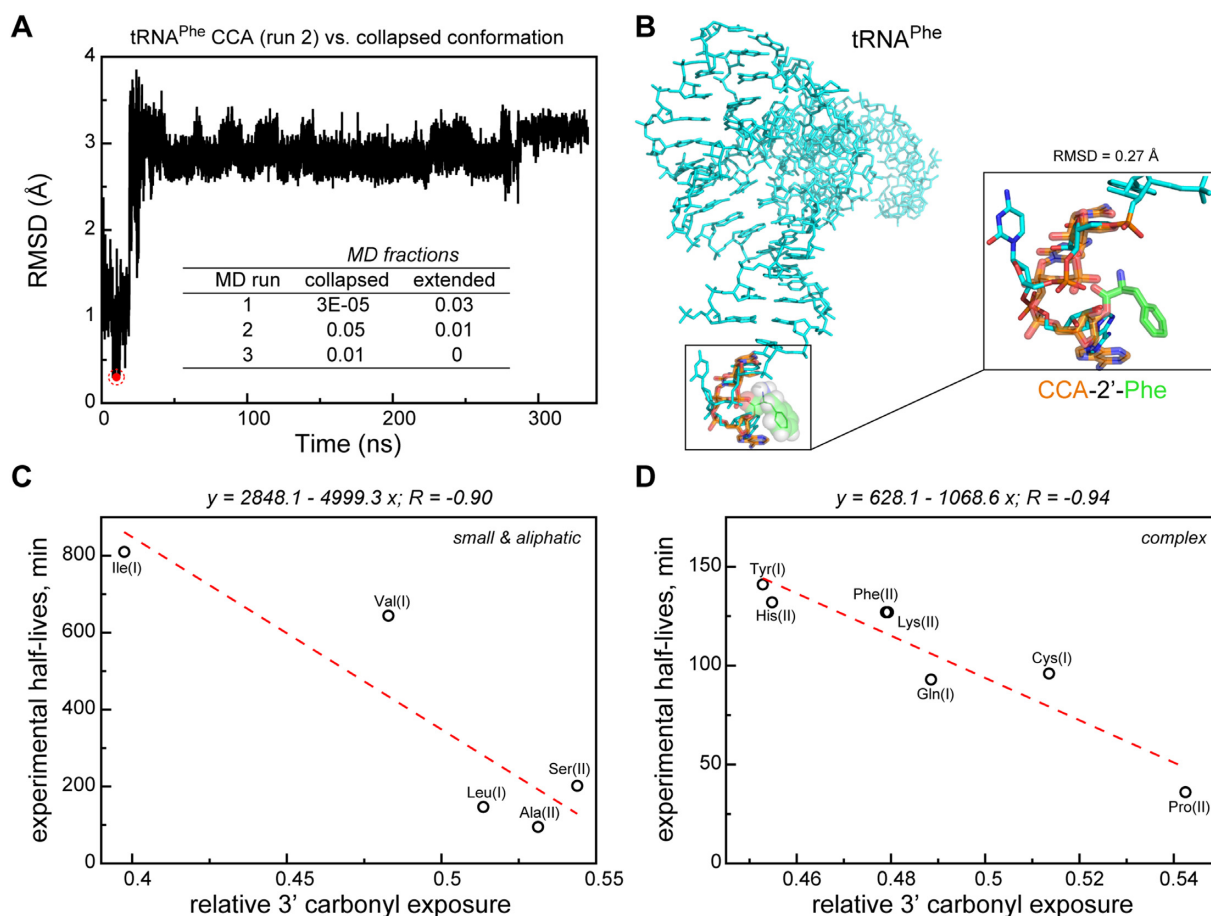 A
tRNAPhe CCA (run 2) vs. collapsed conformation
RMSD (Å)
4
3
2
1
0
MD fractions
MD run collapsed extended
1 3E-05 0.03
2 0.05 0.01
3 0.01 0
0 50 100 150 200 250 300
Time (ns)
B
tRNAPhe
RMSD = 0.27 Å
CCA-2'-Phe
C
y = 2848.1 - 4999.3 x; R = -0.90
small & aliphatic
experimental half-lives, min
800
600
400
200
0
Ile(I)
Val(I)
Leu(I)
Ala(II)
Ser(II)
0.4 0.45 0.5 0.55
relative 3' carbonyl exposure
D
y = 628.1 - 1068.6 x; R = -0.94
complex
experimental half-lives, min
150
100
50
0
Tyr(I)
His(II)
Phe(II)
Lys(II)
Gln(I)
Cys(I)
Pro(II)
0.46 0.48 0.5 0.52 0.54
relative 3' carbonyl exposure